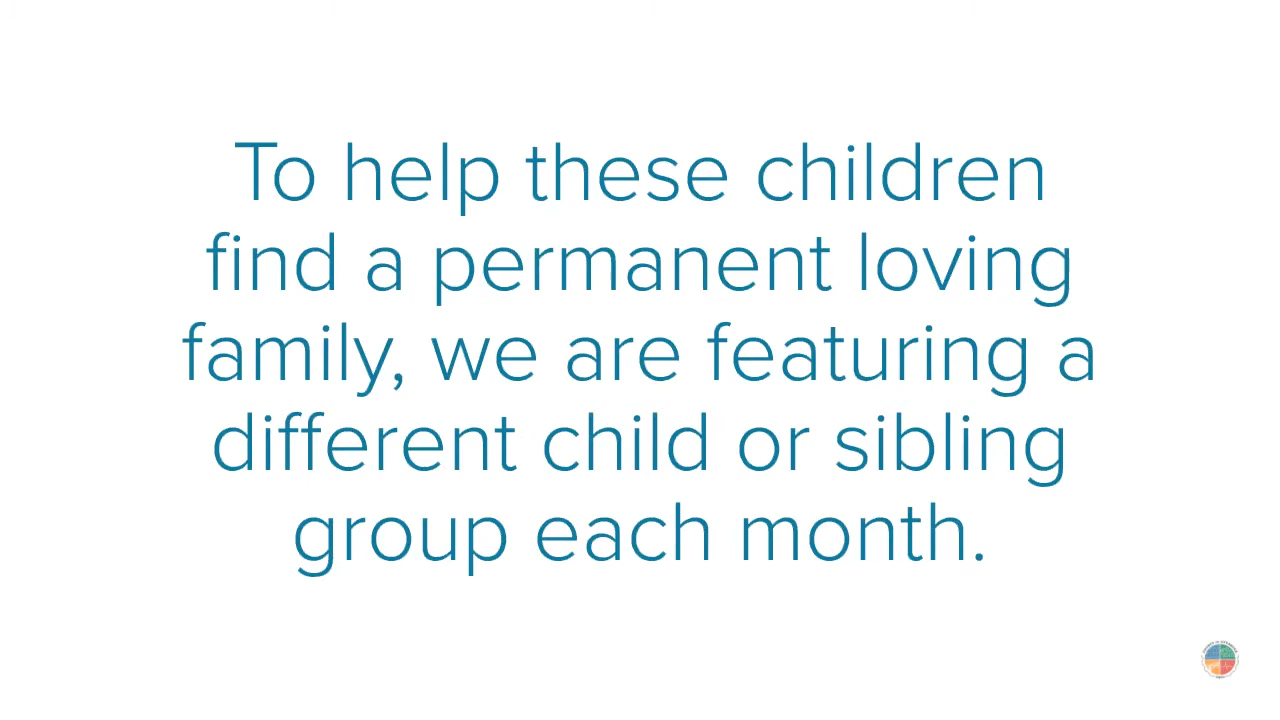 To help these children
find a permanent loving
family, we are featuring a
different child or sibling
group each month.